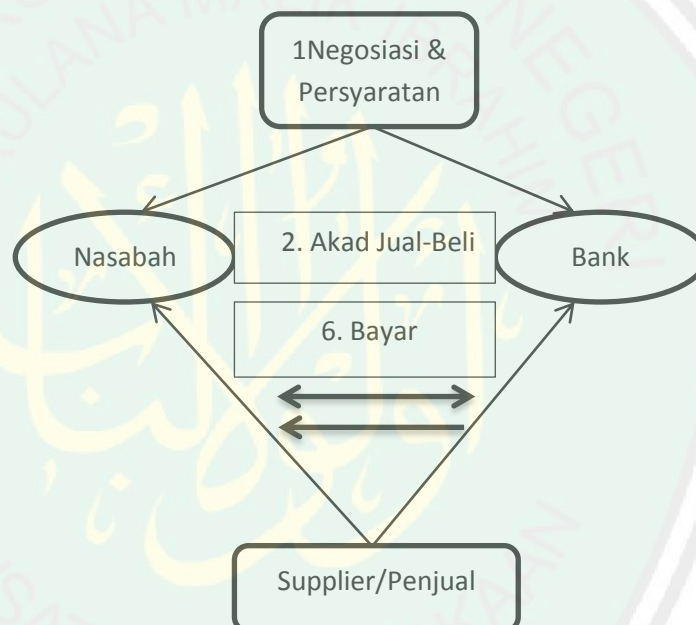 1Negosiasi &
Persyaratan
Nasabah
2. Akad Jual-Beli
Bank
6. Bayar
Supplier/Penjual